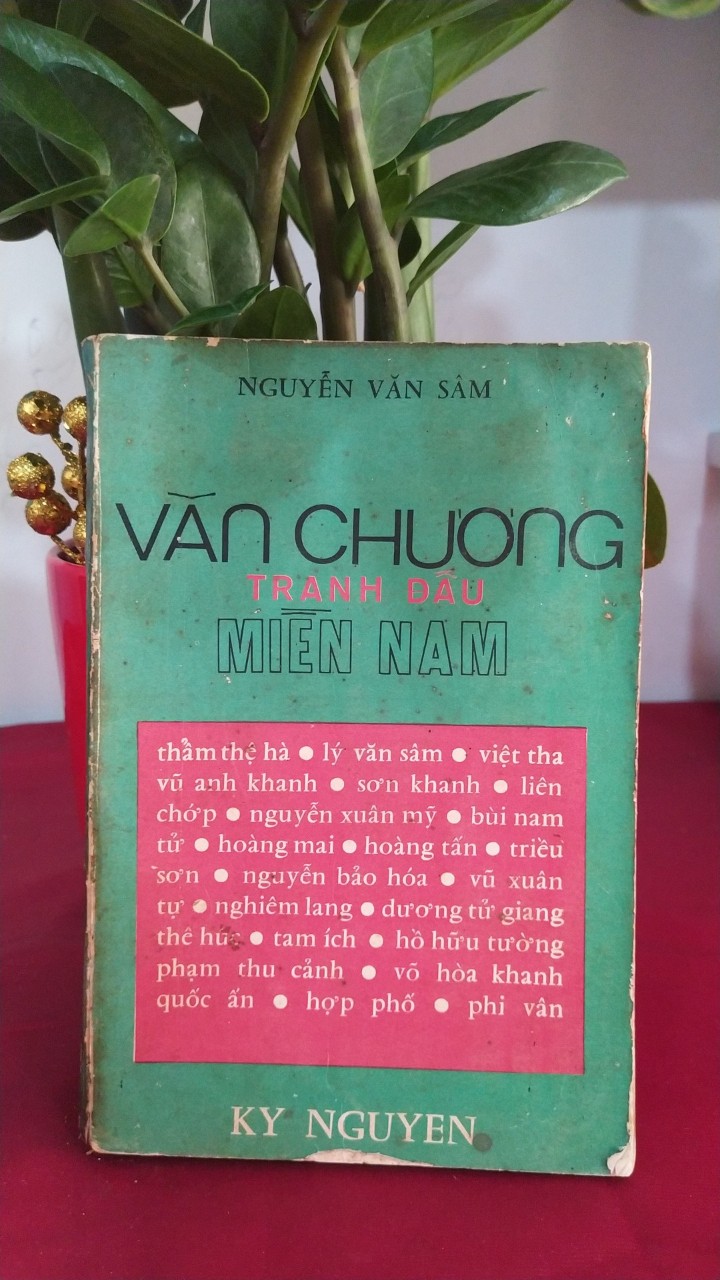 NGUYỄN VĂN SÂM
VĂN CHƯƠNG
TRANH ĐẤU
MIỀN NAM
thẩm thệ hà ● lý văn sâm ● việt tha
vũ anh khanh ● sơn khanh ● liên
chớp ● nguyễn xuân mỹ ● bùi nam
tử ● hoàng mai ● hoàng tấn ● triều
sơn ● nguyễn bảo hóa ● vũ xuân
tự ● nghiêm lang ● dương tử giang
thê húc ● tam ích ● hồ hữu tường
phạm thu cảnh ● võ hòa khanh
quốc ấn ● hợp phố ● phi vân
KY NGUYEN